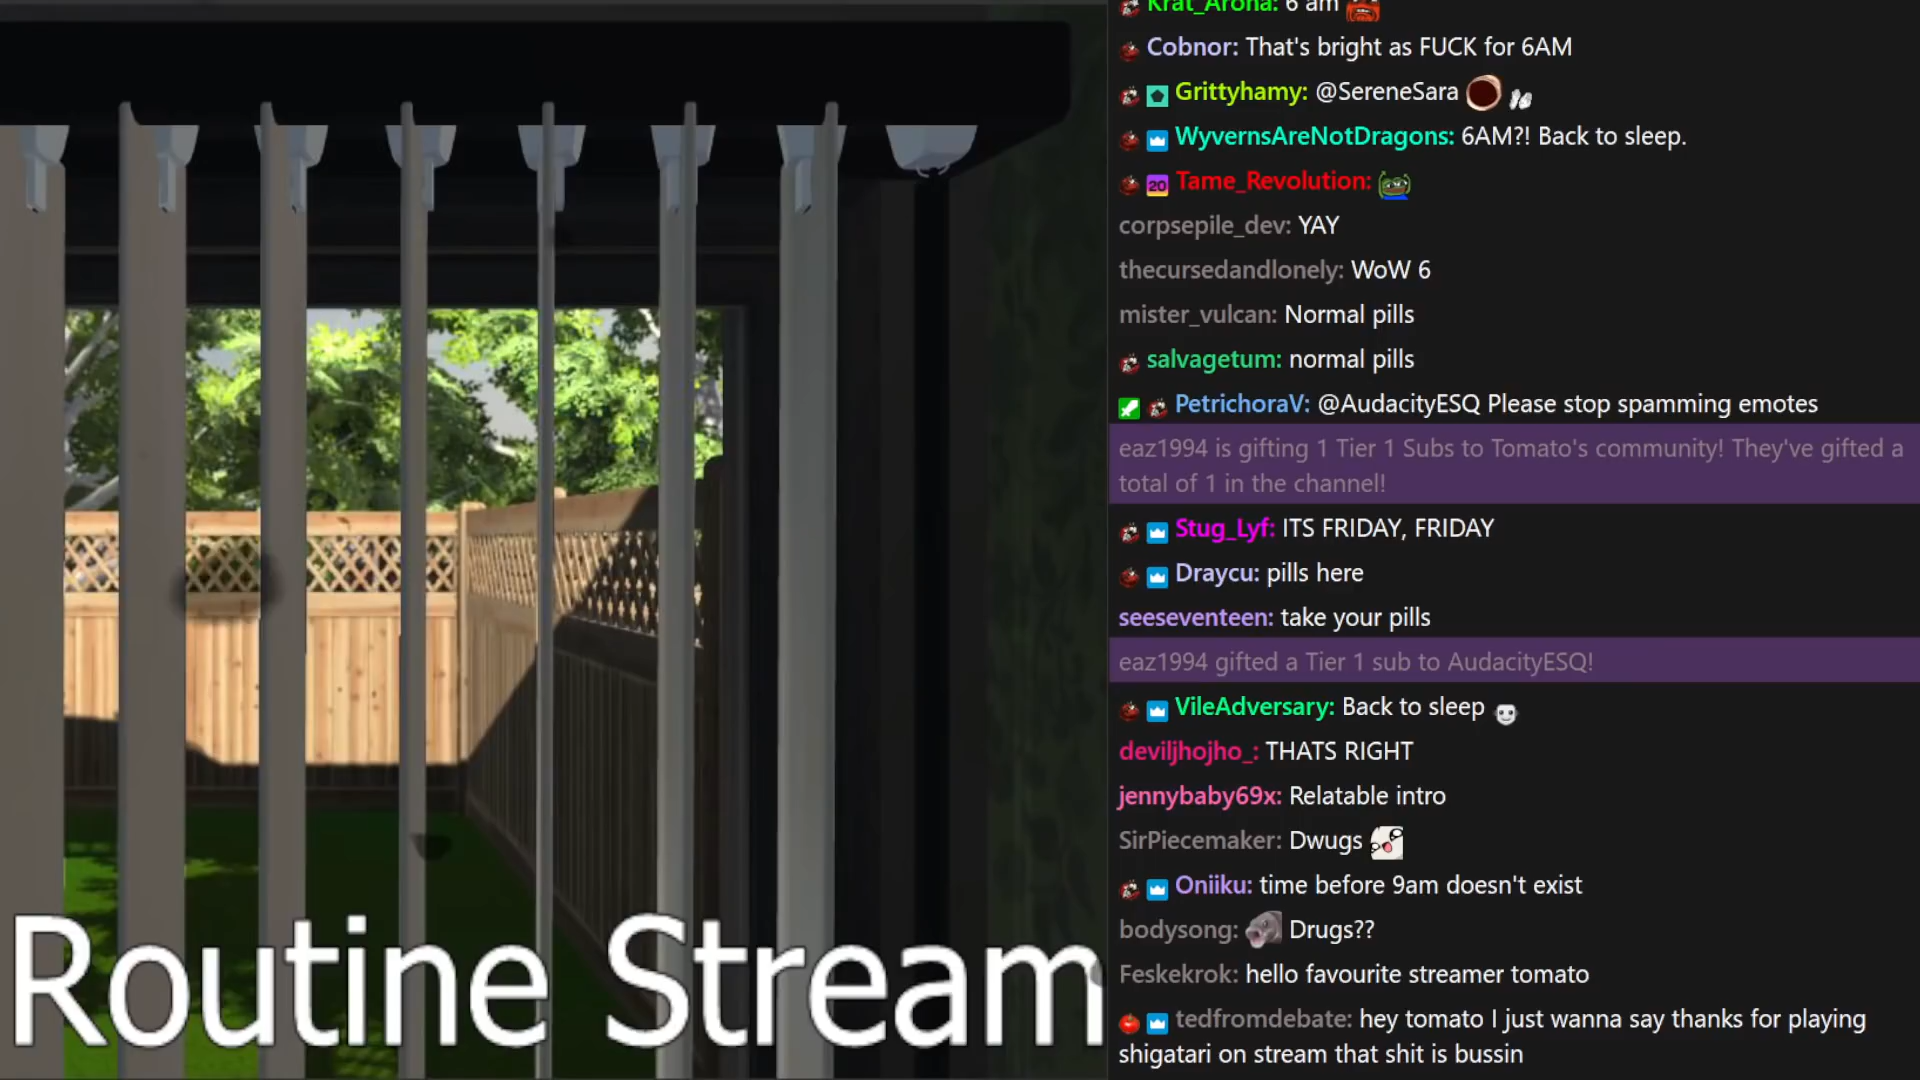 Krat_Arona: 6 am
Cobnor: That's bright as FUCK for 6AM
Grittyhamy: @SereneSara
WyvernsAreNotDragons: 6AM?! Back to sleep.
20 Tame_Revolution:
corpsepile_dev: YAY
thecursedandlonely: WoW 6
mister_vulcan: Normal pills
salvagetum: normal pills
PetrichoraV: @AudacityESQ Please stop spamming emotes
eaz1994 is gifting 1 Tier 1 Subs to Tomato's community! They've gifted a
total of 1 in the channel!
Stug_Lyf: ITS FRIDAY, FRIDAY
Draycu: pills here
seeseventeen: take your pills
eaz1994 gifted a Tier 1 sub to AudacityESQ!
VileAdversary: Back to sleep
deviljhojho_: THATS RIGHT
jennybaby69x: Relatable intro
SirPiecemaker: Dwugs
Oniiku: time before 9am doesn't exist
bodysong: Drugs??
Feskekrok: hello favourite streamer tomato
tedfromdebate: hey tomato I just wanna say thanks for playing
shigatari on stream that shit is bussin
Routine Stream